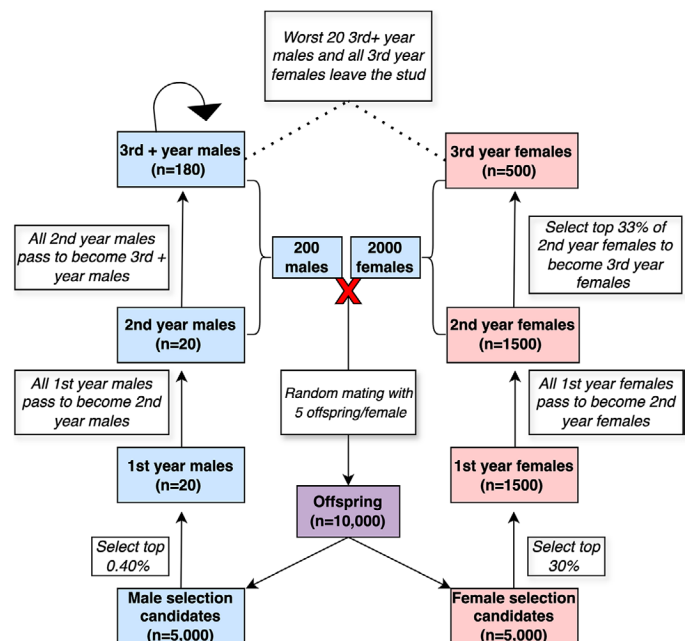 Worst 20 3rd+ year
males and all 3rd year
females leave the stud
3rd + year males
(n=180)
3rd year females
(n=500)
All 2nd year males
pass to become 3rd +
year males
200
males
2000
females
Select top 33% of
2nd year females to
become 3rd year
females
X
2nd year males
(n=20)
2nd year females
(n=1500)
All 1st year males
pass to become 2nd
year males
Random mating with
5 offspring/female
All 1st year females
pass to become 2nd
year females
1st year males
(n=20)
1st year females
(n=1500)
Offspring
(n=10,000)
Select top
0.40%
Select top
30%
Male selection
candidates
(n=5,000)
Female selection
candidates
(n=5,000)